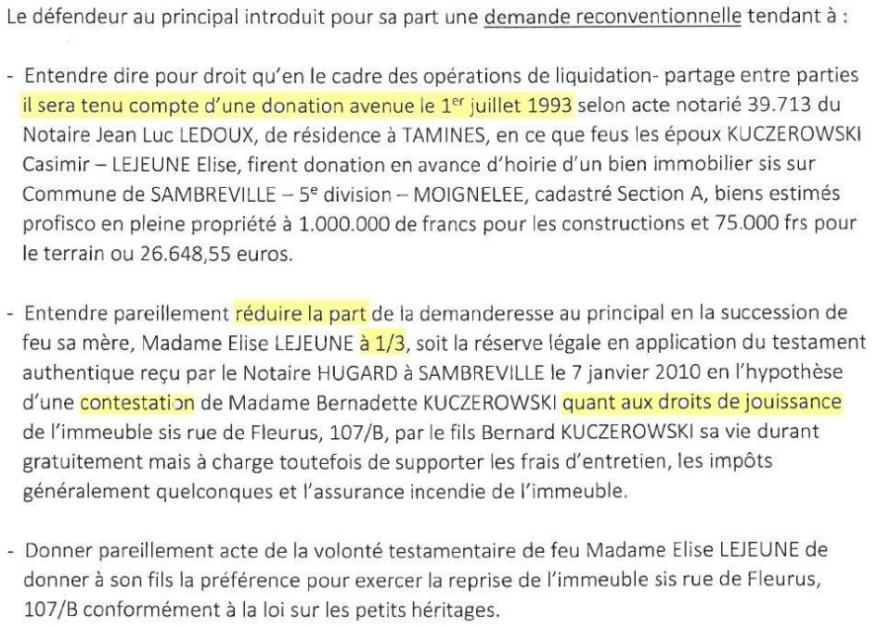 Le défendeur au principal introduit pour sa part une demande reconventionnelle tendant à :
- Entendre dire pour droit qu'en le cadre des opérations de liquidation- partage entre parties
il sera tenu compte d'une donation avenue le 1er juillet 1993 selon acte notarié 39.713 du
Notaire Jean Luc LEDOUX, de résidence à TAMINES, en ce que feus les époux KUCZEROWSKI
Casimir – LEJEUNE Elise, firent donation en avance d'hoirie d'un bien immobilier sis sur
Commune de SAMBREVILLE – 5e division – MOIGNELEE, cadastré Section A, biens estimés
profisco en pleine propriété à 1.000.000 de francs pour les constructions et 75.000 frs pour
le terrain ou 26.648,55 euros.
- Entendre pareillement réduire la part de la demanderesse au principal en la succession de
feu sa mère, Madame Elise LEJEUNE à 1/3, soit la réserve légale en application du testament
authentique reçu par le Notaire HUGARD à SAMBREVILLE le 7 janvier 2010 en l'hypothèse
d'une contestation de Madame Bernadette KUCZEROWSKI quant aux droits de jouissance
de l'immeuble sis rue de Fleurus, 107/B, par le fils Bernard KUCZEROWSKI sa vie durant
gratuitement mais à charge toutefois de supporter les frais d'entretien, les impôts
généralement quelconques et l'assurance incendie de l'immeuble.
- Donner pareillement acte de la volonté testamentaire de feu Madame Elise LEJEUNE de
donner à son fils la préférence pour exercer la reprise de l'immeuble sis rue de Fleurus,
107/B conformément à la loi sur les petits héritages.